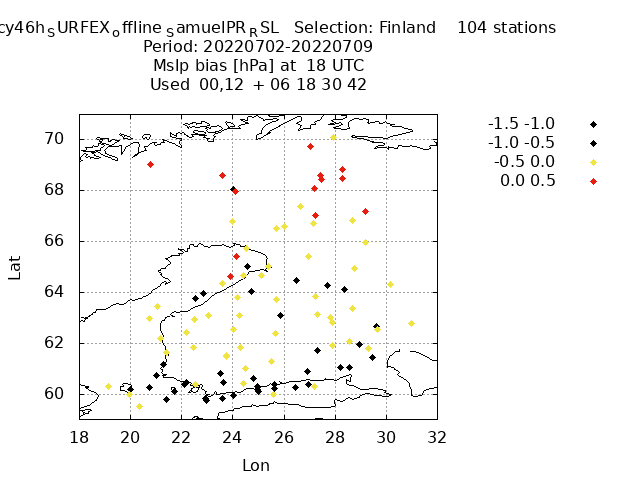 cy46hSURFEXoffline SamuelPRRSL Selection: Finland 104 stations
Period: 20220702-20220709
Mslp bias [hPa] at 18 UTC
Used 00,12 + 06 18 30 42
-1.5 -1.0
-1.0 -0.5
-0.5 0.0
0.0 0.5
70
68
66
64
62
60
Lat
18 20 22 24 26 28 30 32
Lon